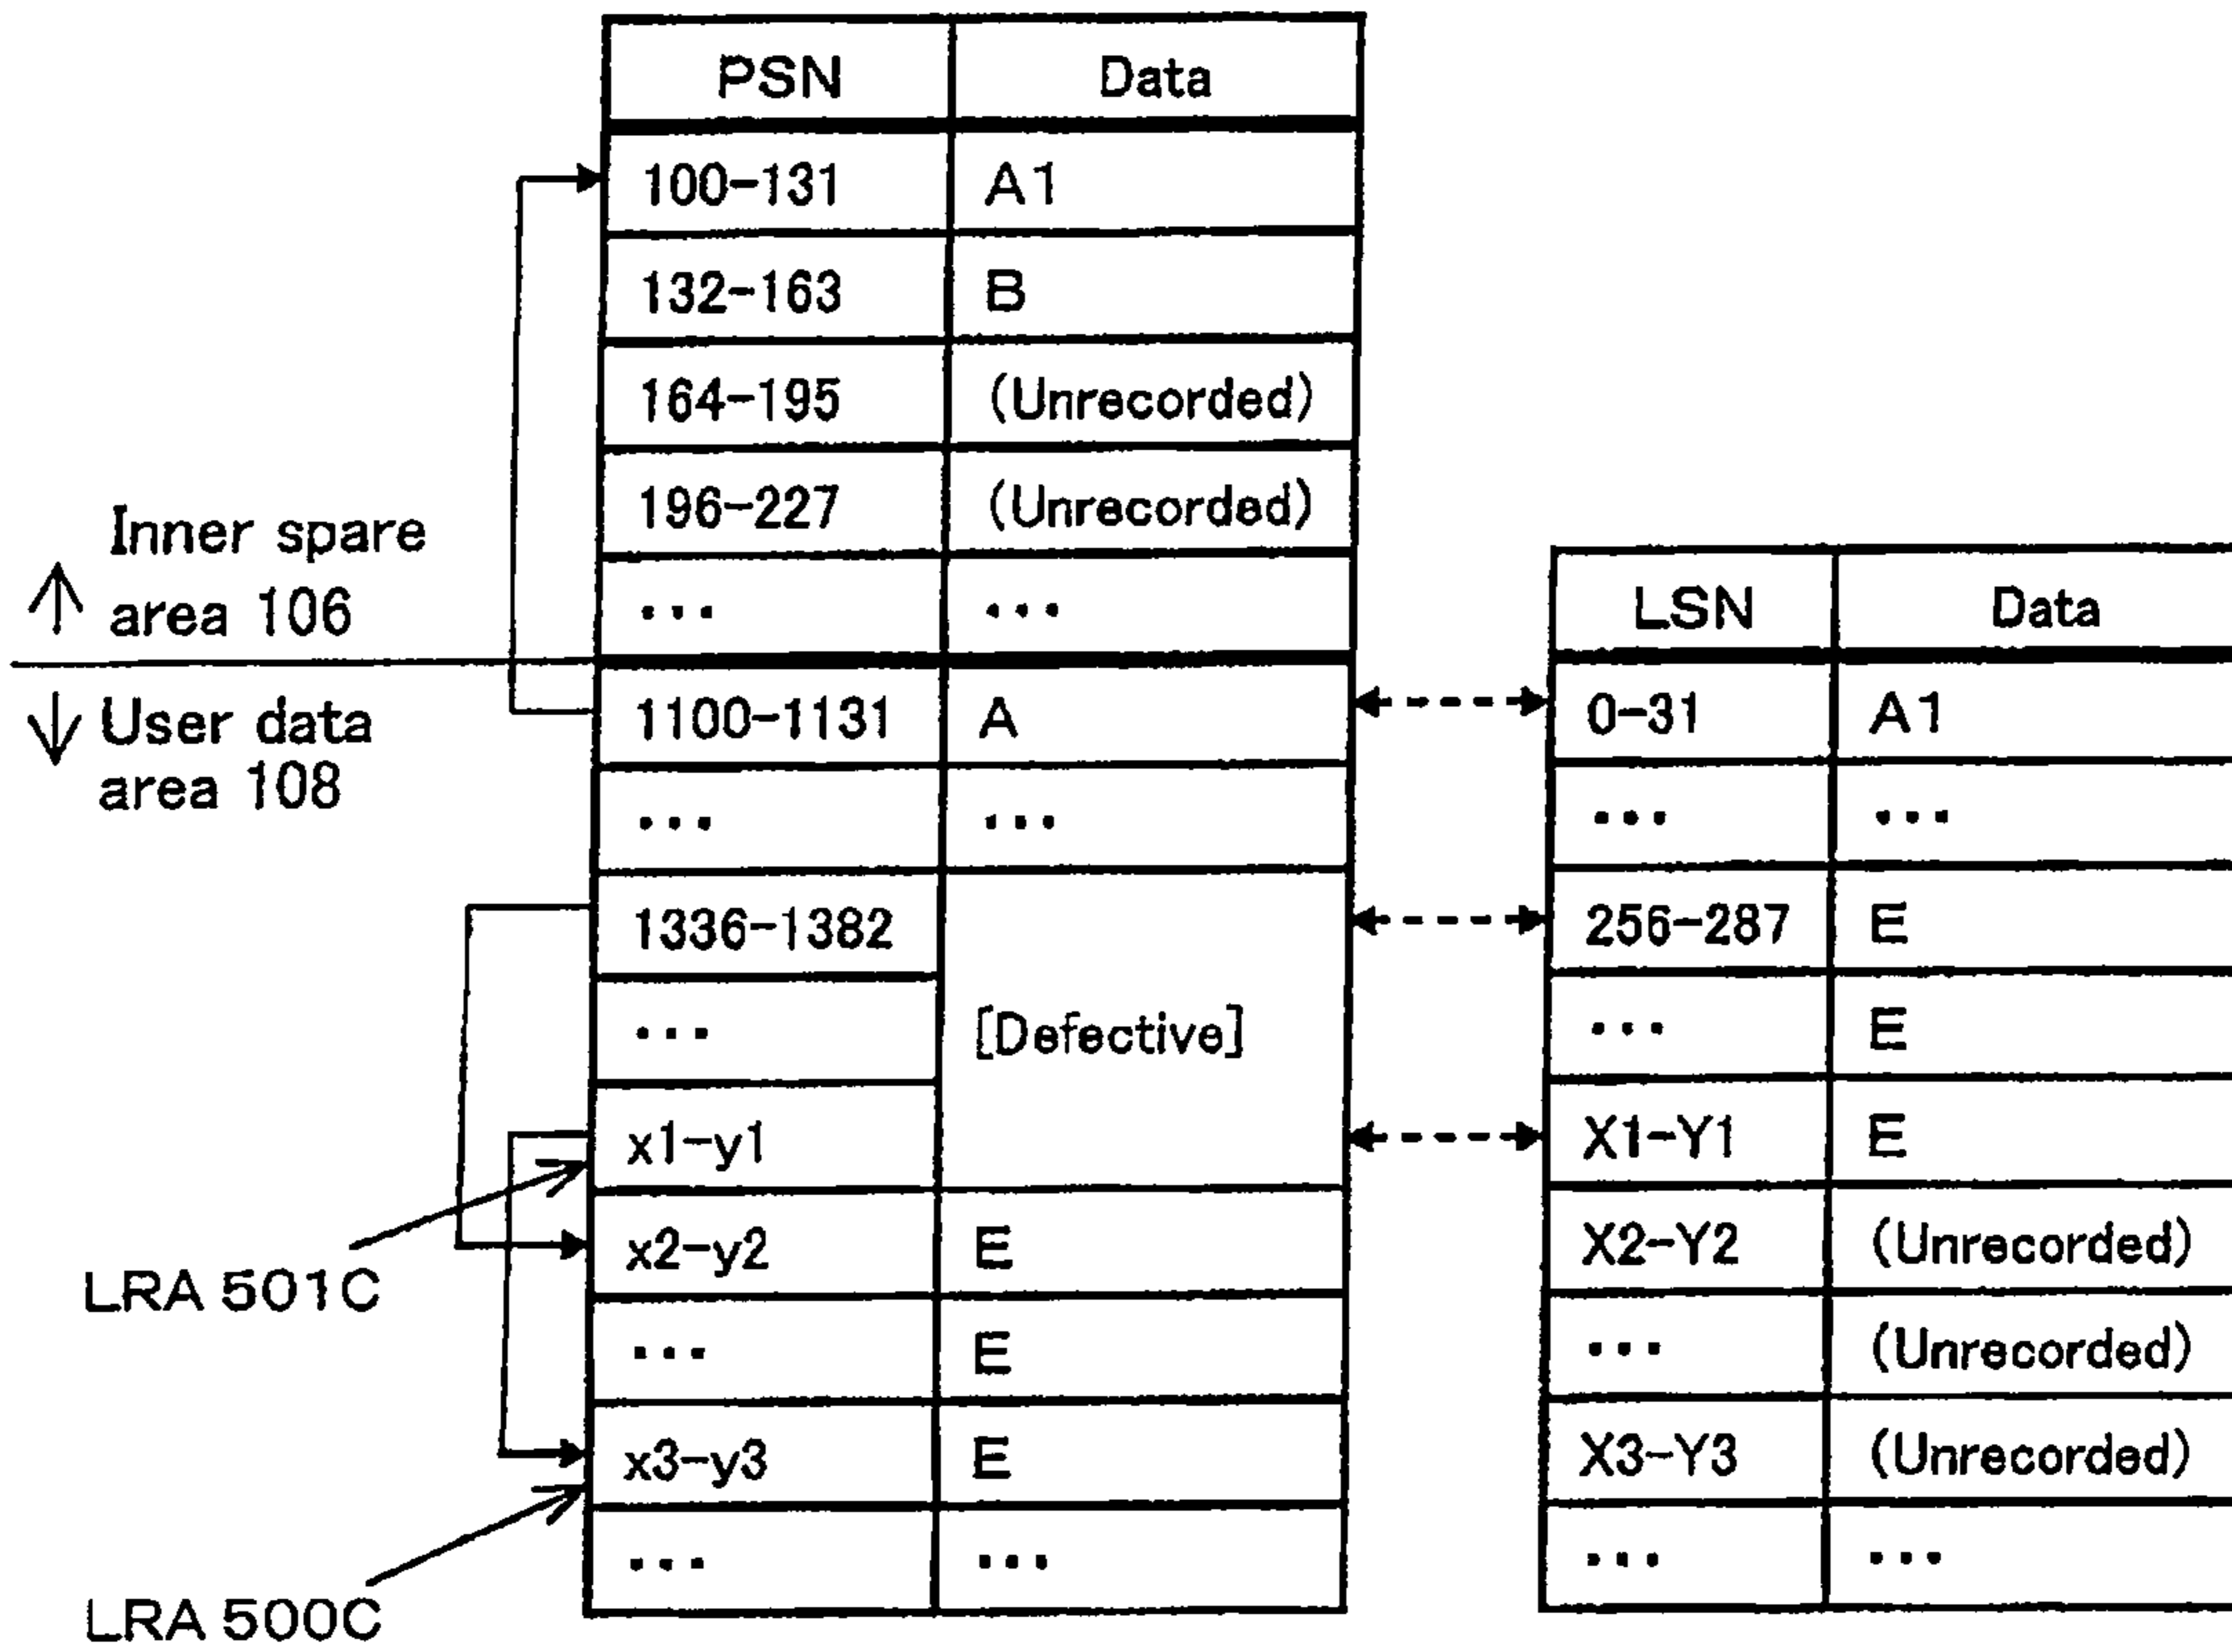 PSN Data
100-131 A1
132-163 B
164-195 (Unrecorded)
196-227 (Unrecorded)
... ...
1100-1131 A
... ...
1336-1382
... [Defective]
x1-y1
x2-y2 E
... E
x3-y3 E
... ...
↑ Inner spare
area 106
↓ User data
area 108
LRA 501C
LRA 500C
LSN Data
0-31 A1
... ...
256-287 E
... E
X1-Y1 E
X2-Y2 (Unrecorded)
... (Unrecorded)
X3-Y3 (Unrecorded)
... ...